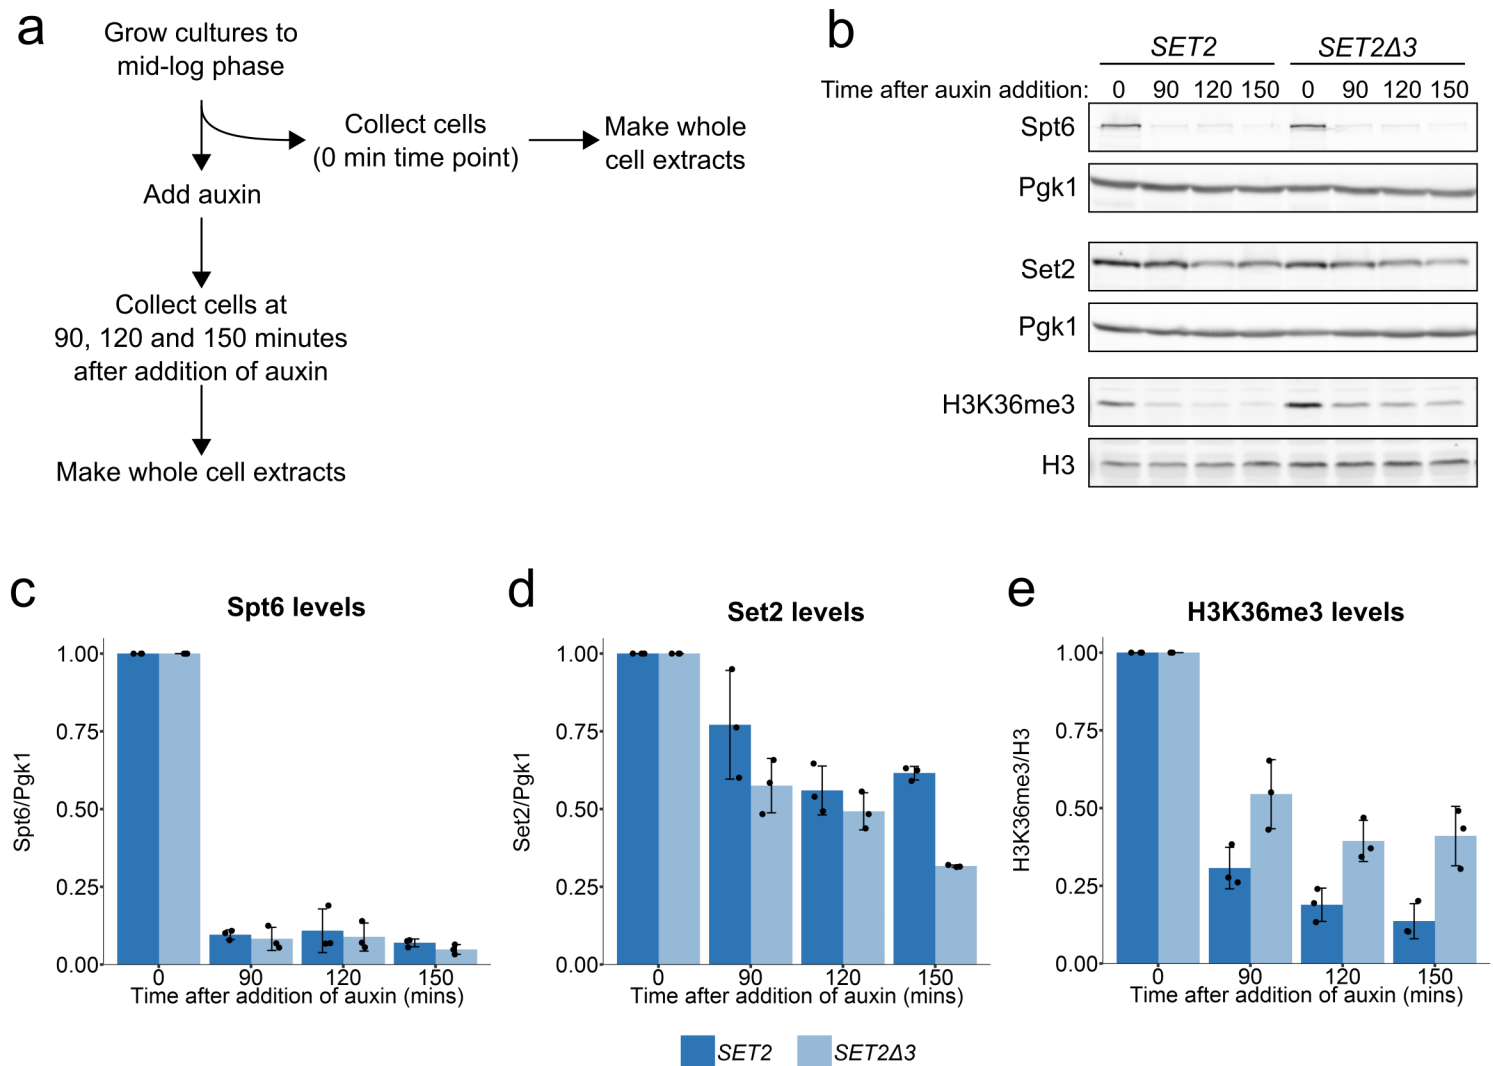 a
Grow cultures to
mid-log phase
Collect cells
(0 min time point)
Make whole
cell extracts
Add auxin
Collect cells at
90, 120 and 150 minutes
after addition of auxin
Make whole cell extracts
b
SET2 SET2Δ3
Time after auxin addition: 0 90 120 150 0 90 120 150
Spt6
Pgk1
Set2
Pgk1
H3K36me3
H3
c
Spt6 levels
Spt6/Pgk1
1.00
0.75
0.50
0.25
0.00
0 90 120 150
Time after addition of auxin (mins)
d
Set2 levels
Set2/Pgk1
1.00
0.75
0.50
0.25
0.00
0 90 120 150
Time after addition of auxin (mins)
e
H3K36me3 levels
H3K36me3/H3
1.00
0.75
0.50
0.25
0.00
0 90 120 150
Time after addition of auxin (mins)
SET2 SET2Δ3